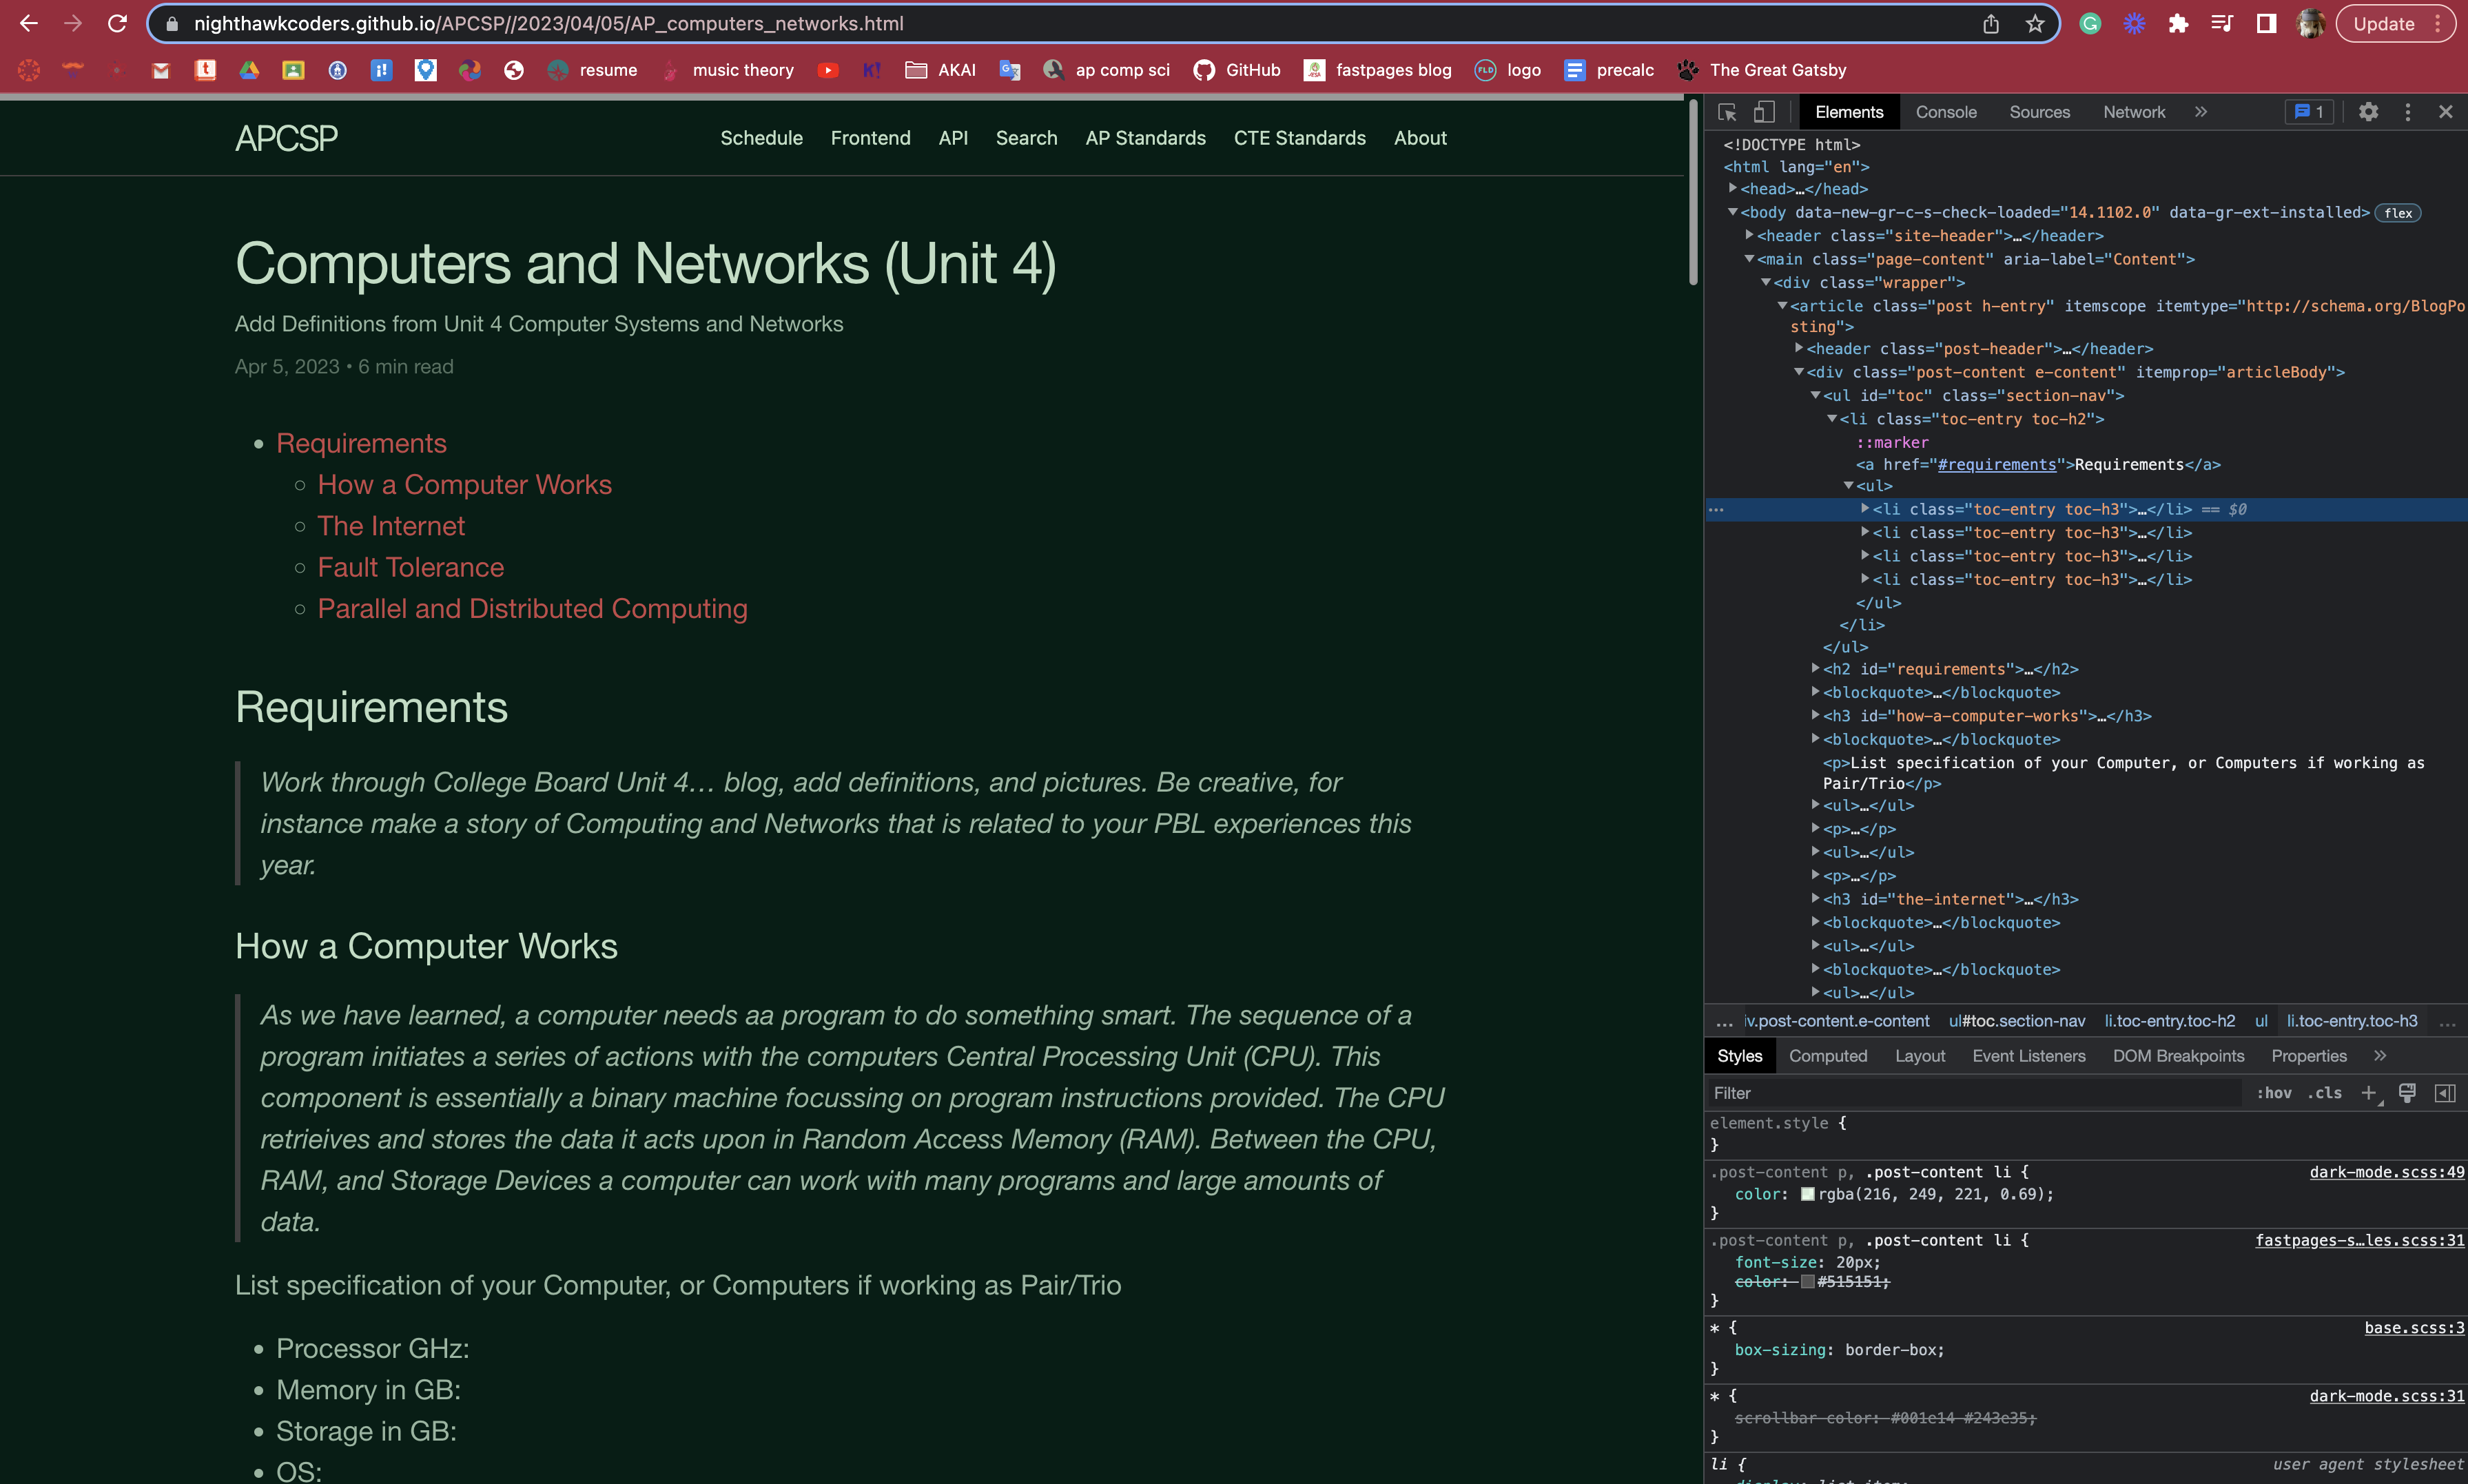 nighthawkcoders.github.io/APCSP//2023/04/05/AP_computers_networks.html
Update
resume
music theory
K!
AKAI
ap comp sci
GitHub
FLD
logo
fastpages blog
precalc
The Great Gatsby
APCSP
Schedule
Frontend
API
Search
AP Standards
CTE Standards
About
Computers and Networks (Unit 4)
Add Definitions from Unit 4 Computer Systems and Networks
Apr 5, 2023 • 6 min read
Requirements
How a Computer Works
The Internet
Fault Tolerance
Parallel and Distributed Computing
Requirements
Work through College Board Unit 4… blog, add definitions, and pictures. Be creative, for
instance make a story of Computing and Networks that is related to your PBL experiences this
year.
How a Computer Works
As we have learned, a computer needs aa program to do something smart. The sequence of a
program initiates a series of actions with the computers Central Processing Unit (CPU). This
component is essentially a binary machine focussing on program instructions provided. The CPU
retrieives and stores the data it acts upon in Random Access Memory (RAM). Between the CPU,
RAM, and Storage Devices a computer can work with many programs and large amounts of
data.
List specification of your Computer, or Computers if working as Pair/Trio
Processor GHz:
Memory in GB:
Storage in GB:
OS:
Elements
Console
Sources
Network
1
<!DOCTYPE html>
<html lang="en">
<head>…</head>
<body data-new-gr-c-s-check-loaded="14.1102.0" data-gr-ext-installed> flex
<header class="site-header">…</header>
<main class="page-content" aria-label="Content">
<div class="wrapper">
<article class="post h-entry" itemscope itemtype="http://schema.org/BlogPo
sting">
<header class="post-header">…</header>
<div class="post-content e-content" itemprop="articleBody">
<ul id="toc" class="section-nav">
<li class="toc-entry toc-h2">
::marker
<a href="#requirements">Requirements</a>
<ul>
<li class="toc-entry toc-h3">…</li> == $0
<li class="toc-entry toc-h3">…</li>
<li class="toc-entry toc-h3">…</li>
<li class="toc-entry toc-h3">…</li>
</ul>
</li>
</ul>
<h2 id="requirements">…</h2>
<blockquote>…</blockquote>
<h3 id="how-a-computer-works">…</h3>
<blockquote>…</blockquote>
<p>List specification of your Computer, or Computers if working as
Pair/Trio</p>
<ul>…</ul>
<p>…</p>
<ul>…</ul>
<p>…</p>
<h3 id="the-internet">…</h3>
<blockquote>…</blockquote>
<ul>…</ul>
<blockquote>…</blockquote>
<ul>…</ul>
… iv.post-content.e-content ul#toc.section-nav li.toc-entry.toc-h2 ul li.toc-entry.toc-h3 …
Styles
Computed
Layout
Event Listeners
DOM Breakpoints
Properties
Filter
:hov .cls
element.style {
}
.post-content p, .post-content li { dark-mode.scss:49
color: rgba(216, 249, 221, 0.69);
}
.post-content p, .post-content li { fastpages-s…les.scss:31
font-size: 20px;
color: #515151;
}
* { base.scss:3
box-sizing: border-box;
}
* { dark-mode.scss:31
scrollbar-color: #001e14 #243e35;
}
li { user agent stylesheet